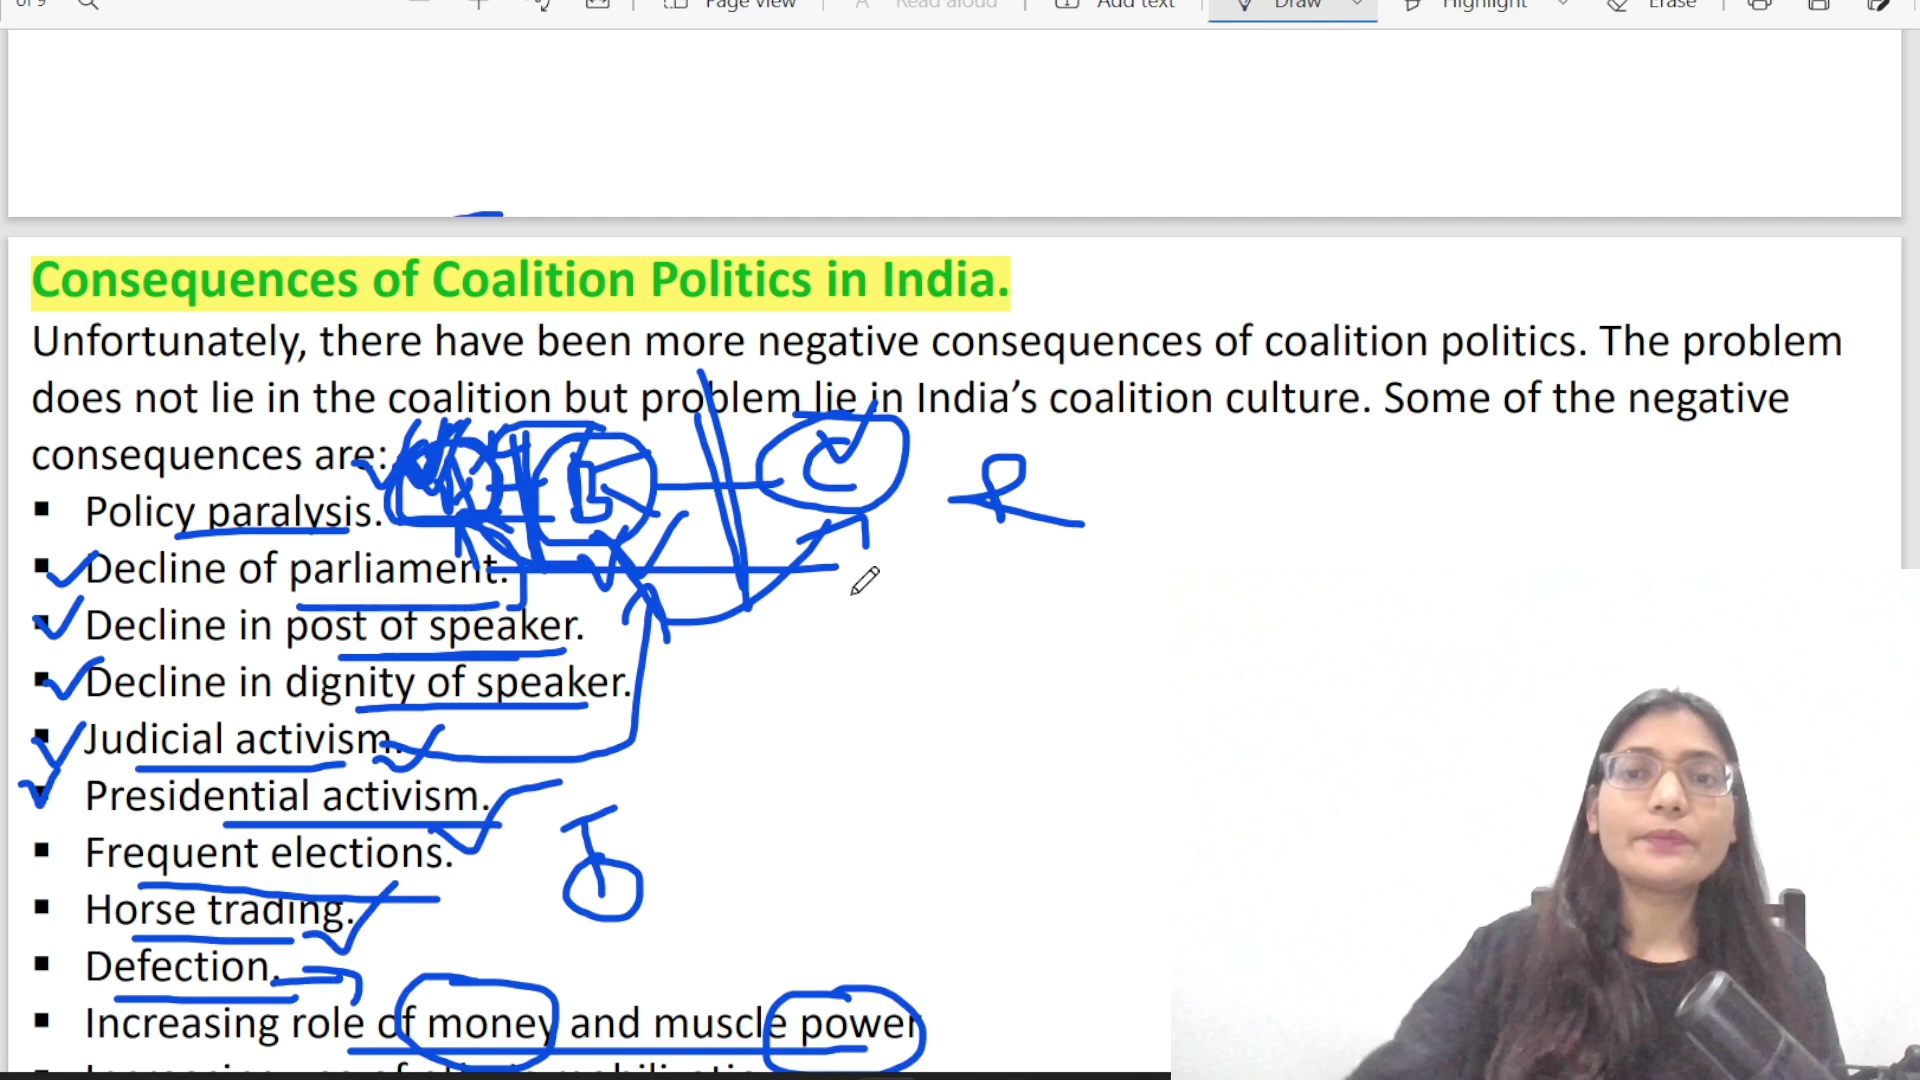 of 9 Page view Read aloud Add text Draw Highlight Erase
Consequences of Coalition Politics in India.
Unfortunately, there have been more negative consequences of coalition politics. The problem
does not lie in the coalition but problem lie in India's coalition culture. Some of the negative
consequences are:
▪ Policy paralysis.
▪ Decline of parliament.
▪ Decline in post of speaker.
▪ Decline in dignity of speaker.
▪ Judicial activism.
▪ Presidential activism.
▪ Frequent elections.
▪ Horse trading.
▪ Defection.
▪ Increasing role of money and muscle power